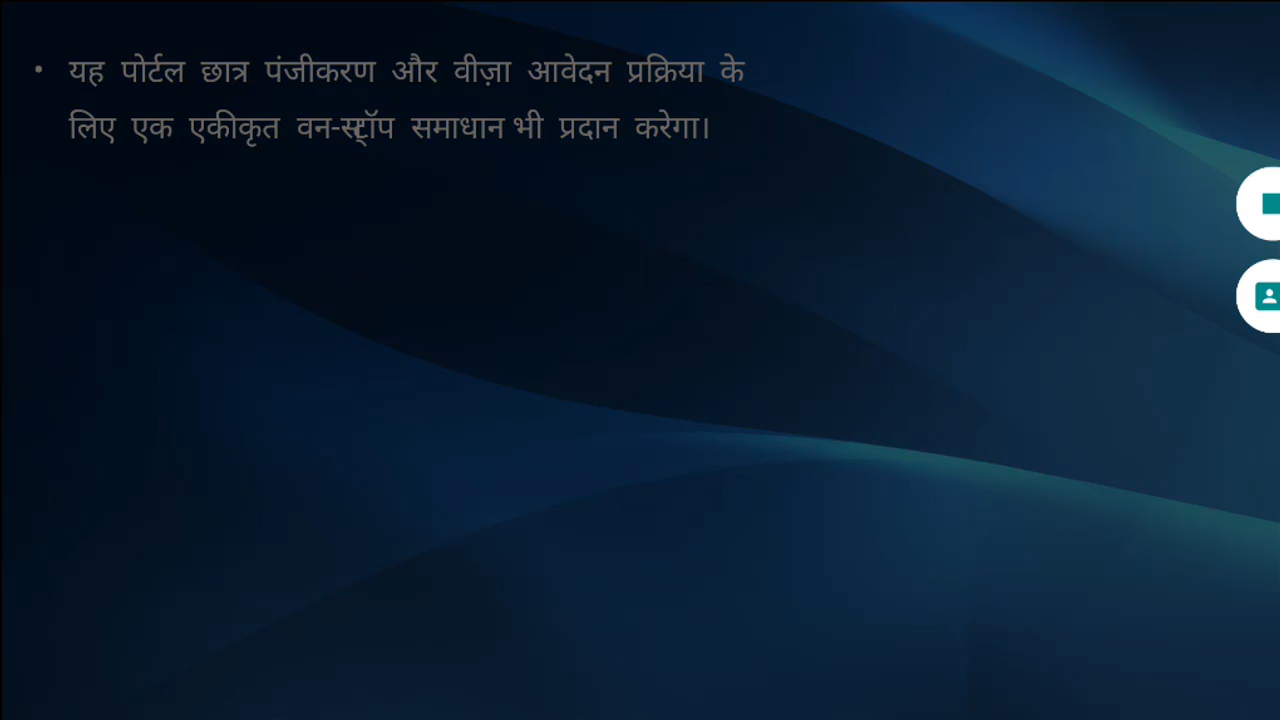 • यह पोर्टल छात्र पंजीकरण और वीज़ा आवेदन प्रक्रिया के
लिए एक एकीकृत वन-स्टॉप समाधान भी प्रदान करेगा।